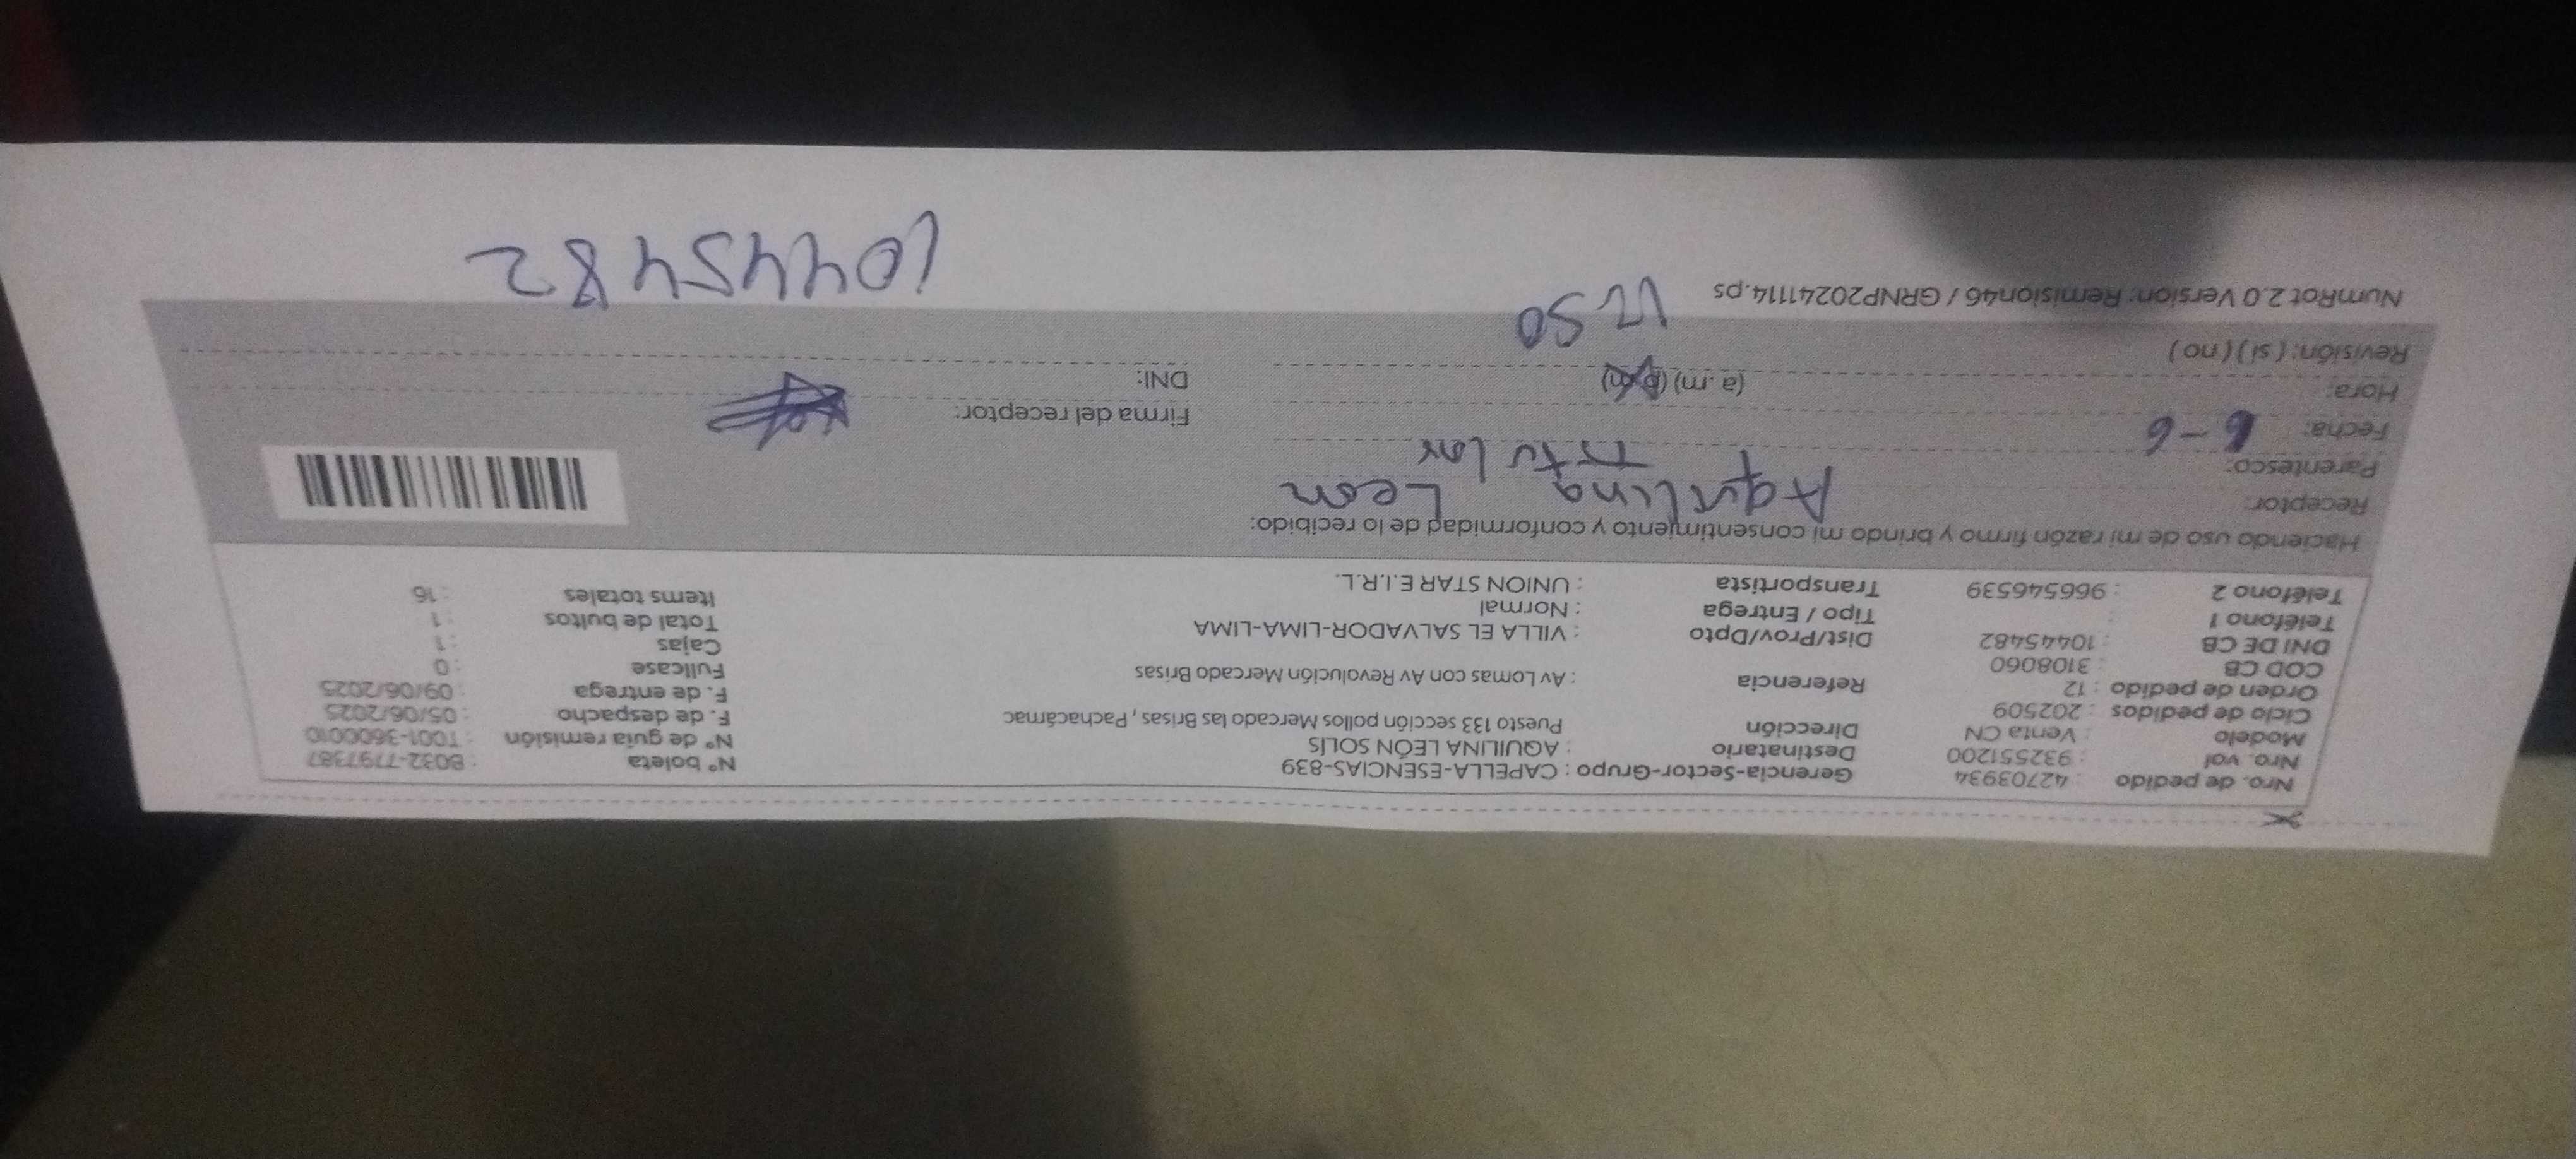 Nro. de pedido : 42703934 Gerencia-Sector-Grupo : CAPELLA-ESENCIAS-839 N° boleta : B032-7797387
Nro. val : 932551200 Destinatario : AQUILINA LEÓN SOLÍS N° de guía remisión : T001-3600010
Modelo : Venta CN Dirección Puesto 133 sección pollos Mercado las Brisas , Pachacámac F. de despacho : 05/06/2025
Ciclo de pedidos : 202509 F. de entrega : 09/06/2025
Orden de pedido : 12 Referencia : Av Lomas con Av Revolución Mercado Brisas Fullcase : 0
COD CB : 3108060 Cajas : 1
DNI DE CB : 10445482 Dist/Prov/Dpto : VILLA EL SALVADOR-LIMA-LIMA Total de bultos : 1
Teléfono 1 : Tipo / Entrega : Normal Items totales : 16
Teléfono 2 : 966546539 Transportista : UNION STAR E.I.R.L.
Haciendo uso de mi razón firmo y brindo mi consentimiento y conformidad de lo recibido:
Receptor: Aquilina Leon
Parentesco: Titular
Fecha: 6-6 Firma del receptor:
Hora: (a .m) (p.m) DNI:
Revisión: ( si ) ( no ) 12 50
NumRot 2.0 Version: Remision46 / GRNP20241114.ps 10445482